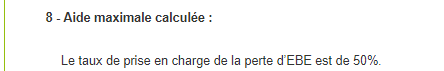 8 - Aide maximale calculée :
Le taux de prise en charge de la perte d'EBE est de 50%.